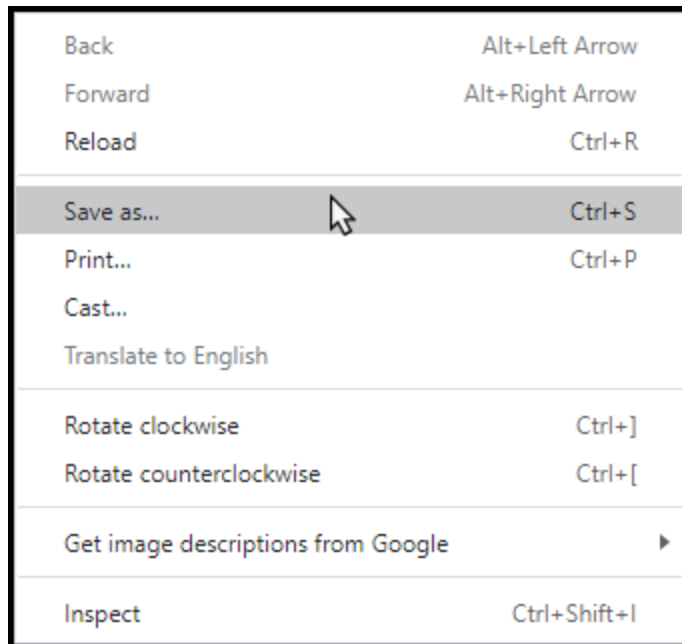 Back Alt+Left Arrow
Forward Alt+Right Arrow
Reload Ctrl+R
Save as... Ctrl+S
Print... Ctrl+P
Cast...
Translate to English
Rotate clockwise Ctrl+]
Rotate counterclockwise Ctrl+[
Get image descriptions from Google
Inspect Ctrl+Shift+I